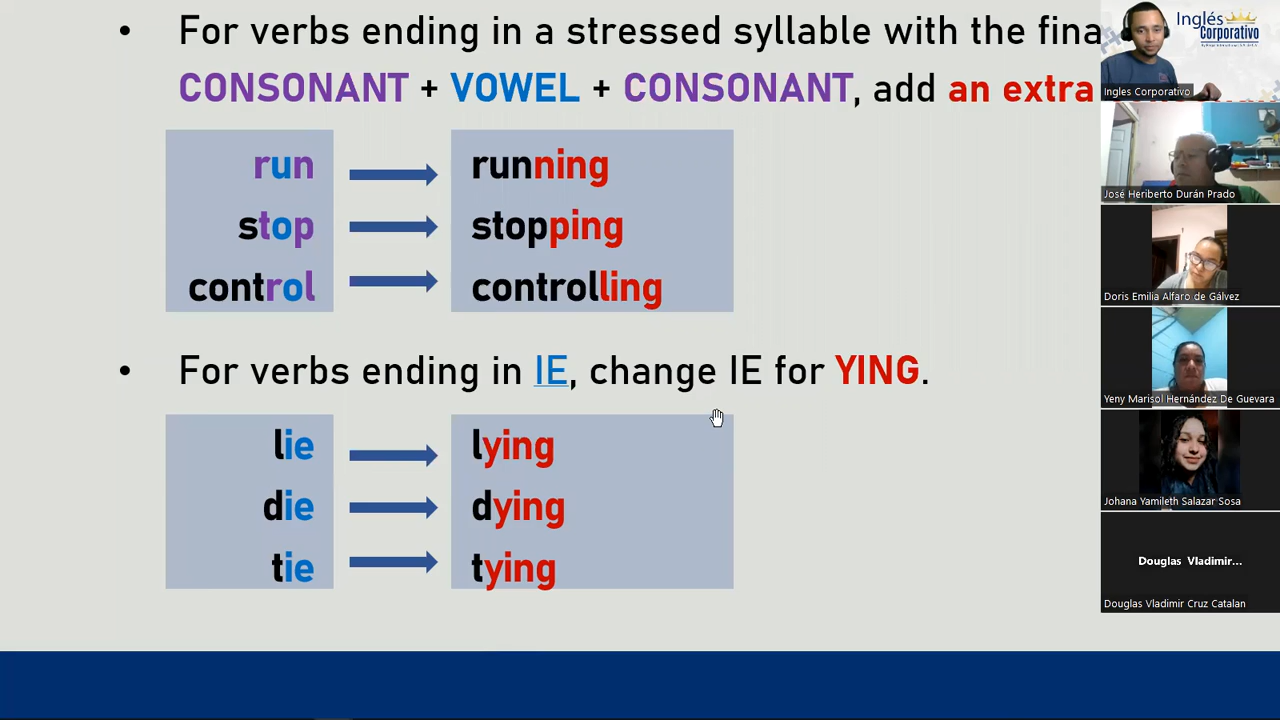 • For verbs ending in a stressed syllable with the fina
CONSONANT + VOWEL + CONSONANT, add an extra
run running
stop stopping
control controlling
• For verbs ending in IE, change IE for YING.
lie lying
die dying
tie tying
Inglés
Corporativo
Ingles Corporativo
José Heriberto Durán Prado
Doris Emilia Alfaro de Gálvez
Yeny Marisol Hernández De Guevara
Johana Yamileth Salazar Sosa
Douglas Vladimir...
Douglas Vladimir Cruz Catalan